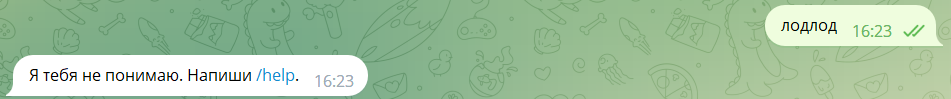 лодлод 16:23
Я тебя не понимаю. Напиши /help. 16:23